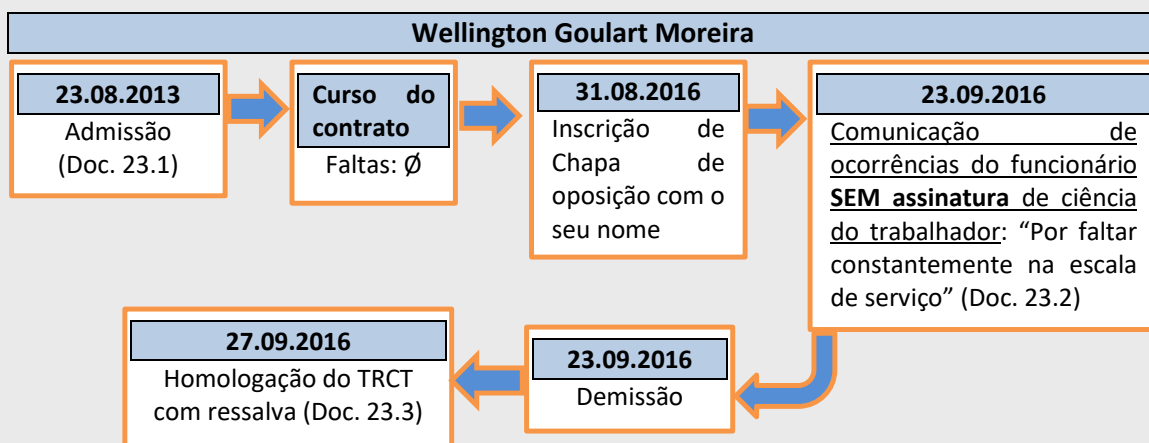 Wellington Goulart Moreira
23.08.2013
Admissão
(Doc. 23.1)
Curso do
contrato
Faltas: Ø
31.08.2016
Inscrição de
Chapa de
oposição com o
seu nome
23.09.2016
Comunicação de
ocorrências do funcionário
SEM assinatura de ciência
do trabalhador: “Por faltar
constantemente na escala
de serviço” (Doc. 23.2)
23.09.2016
Demissão
27.09.2016
Homologação do TRCT
com ressalva (Doc. 23.3)